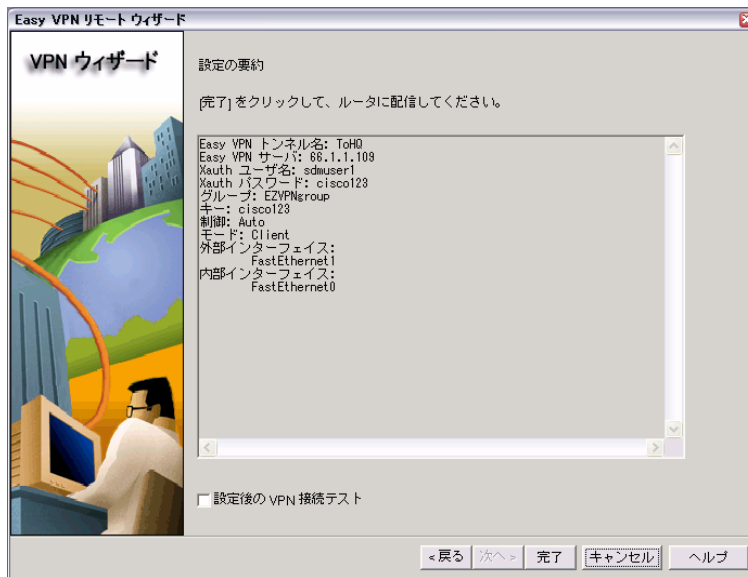 Easy VPN リモート ウィザード
VPN ウィザード
設定の要約
[完了] をクリックして、ルータに配信してください。
Easy VPN トンネル名: ToHQ
Easy VPN サーバ: 66.1.1.109
Xauth ユーザ名: sdmuser1
Xauth パスワード: cisco123
グループ: EZVPNgroup
キー: cisco123
制御: Auto
モード: Client
外部インターフェイス:
FastEthernet1
内部インターフェイス:
FastEthernet0
設定後の VPN 接続テスト
<戻る
次へ >
完了
キャンセル
ヘルプ